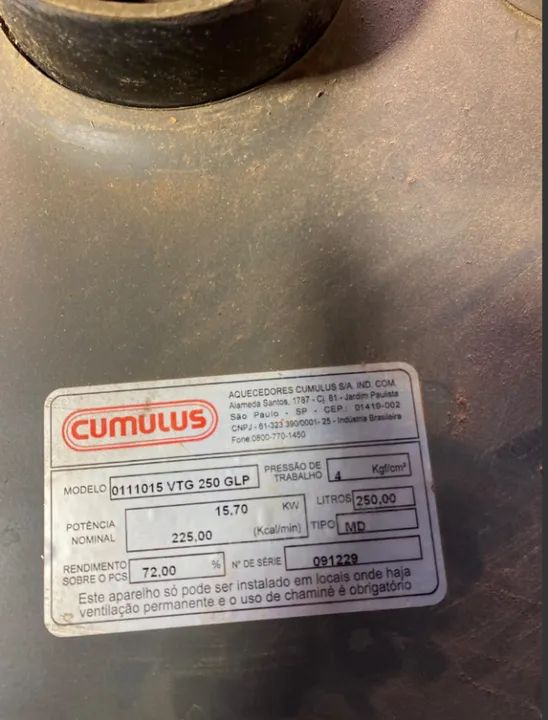 CUMULUS
AQUECEDORES CUMULUS S/A. IND. COM.
Alameda Santos, 1787 - Cj. 81 - Jardim Paulista
São Paulo - SP - CEP: 01419-002
CNPJ - 61-323.390/0001-25 - Indústria Brasileira
Fone:0800-770-1450
MODELO 0111015 VTG 250 GLP
PRESSÃO DE TRABALHO 4 Kgf/cm²
POTÊNCIA NOMINAL 15,70 KW
225,00 (Kcal/min)
LITROS 250,00
TIPO MD
RENDIMENTO SOBRE O PCS 72,00 %
Nº DE SÉRIE 091229
Este aparelho só pode ser instalado em locais onde haja
ventilação permanente e o uso de chaminé é obrigatório